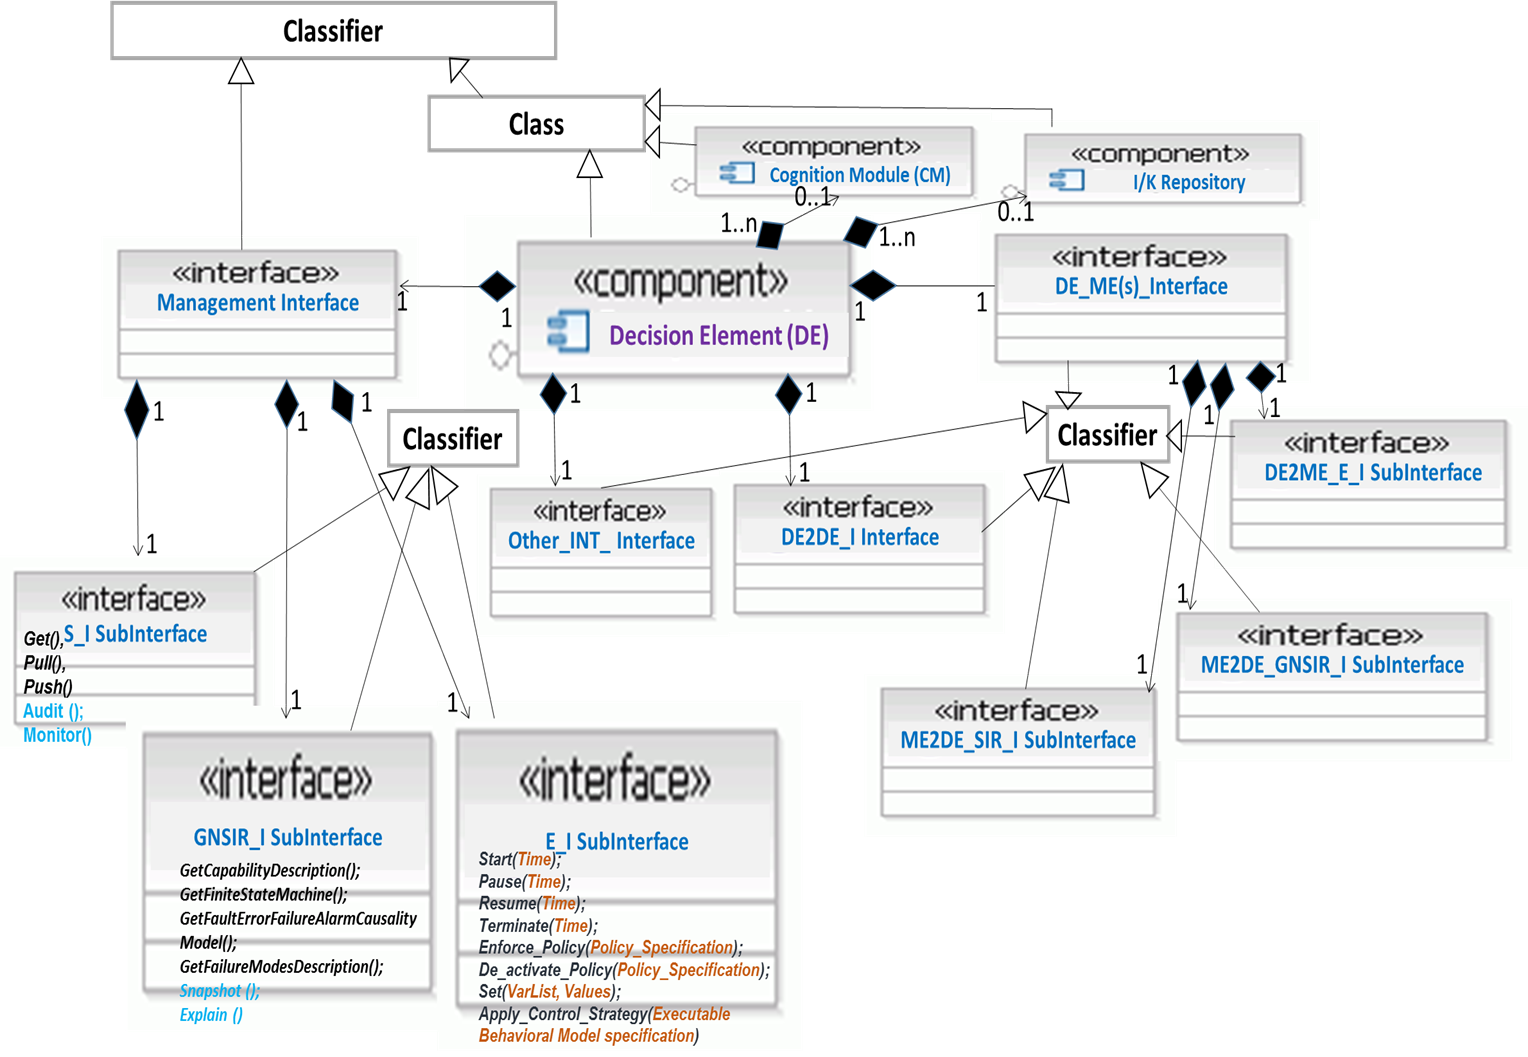 Classifier
Class
«component»
Cognition Module (CM)
«component»
I/K Repository
0..1
1..n
0..1
1..n
«interface»
Management Interface
1
1
«component»
Decision Element (DE)
1
1
«interface»
DE_ME(s)_Interface
1
1
1
1
1
1
1
1
1
Classifier
Classifier
1
1
«interface»
DE2ME_E_I SubInterface
«interface»
Other_INT_ Interface
«interface»
DE2DE_I Interface
1
«interface»
S_I SubInterface
Get(),
Pull(),
Push()
Audit ();
Monitor()
1
«interface»
ME2DE_GNSIR_I SubInterface
1
«interface»
ME2DE_SIR_I SubInterface
1
1
«interface»
GNSIR_I SubInterface
GetCapabilityDescription();
GetFiniteStateMachine();
GetFaultErrorFailureAlarmCausality
Model();
GetFailureModesDescription();
Snapshot ();
Explain ()
«interface»
E_I SubInterface
Start(Time);
Pause(Time);
Resume(Time);
Terminate(Time);
Enforce_Policy(Policy_Specification);
De_activate_Policy(Policy_Specification);
Set(VarList, Values);
Apply_Control_Strategy(Executable
Behavioral Model specification)